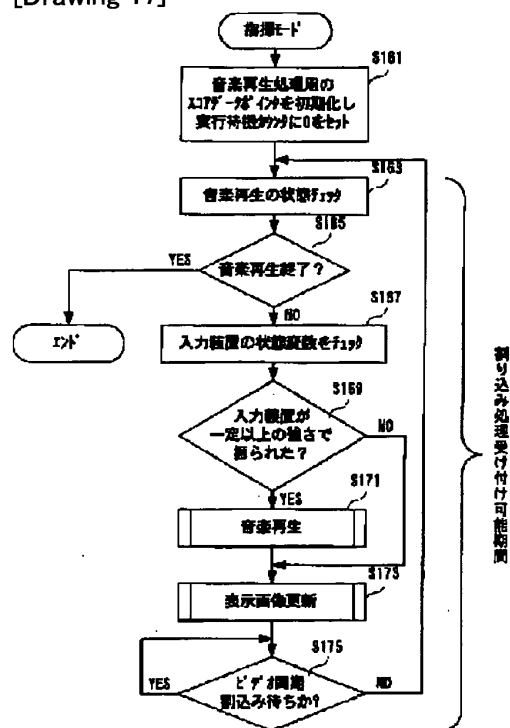 [Drawing 17]
指揮ﾓｰﾄﾞ
S161
音楽再生処理用の
ｽｺｱﾃﾞｰﾀﾎﾟｲﾝﾀを初期化し
実行待機ｶｳﾝﾀに0をｾｯﾄ
S163
音楽再生の状態ﾁｪｯｸ
S165
音楽再生終了？
YES
NO
ｴﾝﾄﾞ
S167
入力装置の状態変数をﾁｪｯｸ
S169
入力装置が
一定以上の強さで
振られた？
NO
YES
S171
音楽再生
S173
表示画像更新
S175
ﾋﾞﾃﾞｵ同期
割込み待ちか？
YES
NO
割り込み処理受け付け可能期間